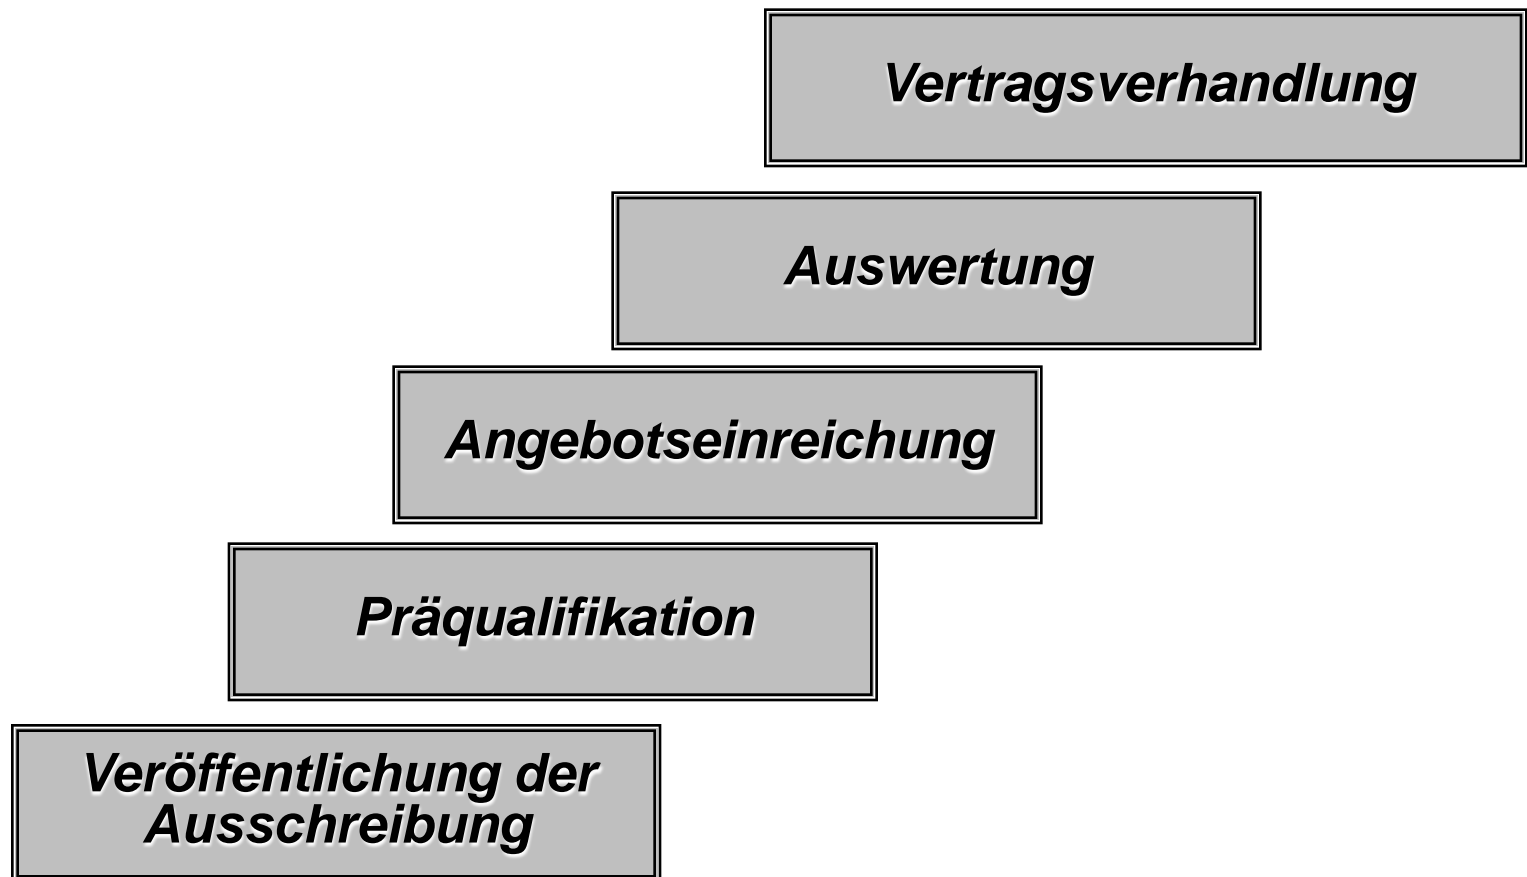 Vertragsverhandlung
Auswertung
Angebotseinreichung
Präqualifikation
Veröffentlichung der
Ausschreibung